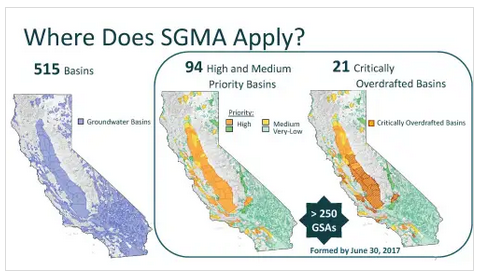 Where Does SGMA Apply?
515 Basins
Groundwater Basins
94 High and Medium
Priority Basins
Priority:
High
Medium
Very-Low
21 Critically
Overdrafted Basins
Critically Overdrafted Basins
> 250
GSAs
Formed by June 30, 2017